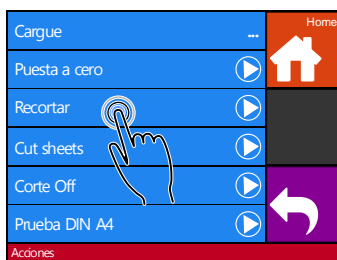 Cargue ...
Home
Puesta a cero
Recortar
Cut sheets
Corte Off
Prueba DIN A4
Acciones